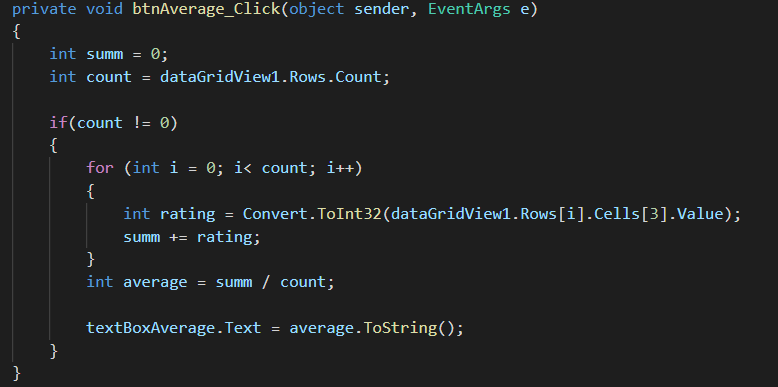 private void btnAverage_Click(object sender, EventArgs e)
{
    int summ = 0;
    int count = dataGridView1.Rows.Count;

    if(count != 0)
    {
        for (int i = 0; i< count; i++)
        {
            int rating = Convert.ToInt32(dataGridView1.Rows[i].Cells[3].Value);
            summ += rating;
        }
        int average = summ / count;

        textBoxAverage.Text = average.ToString();
    }
}